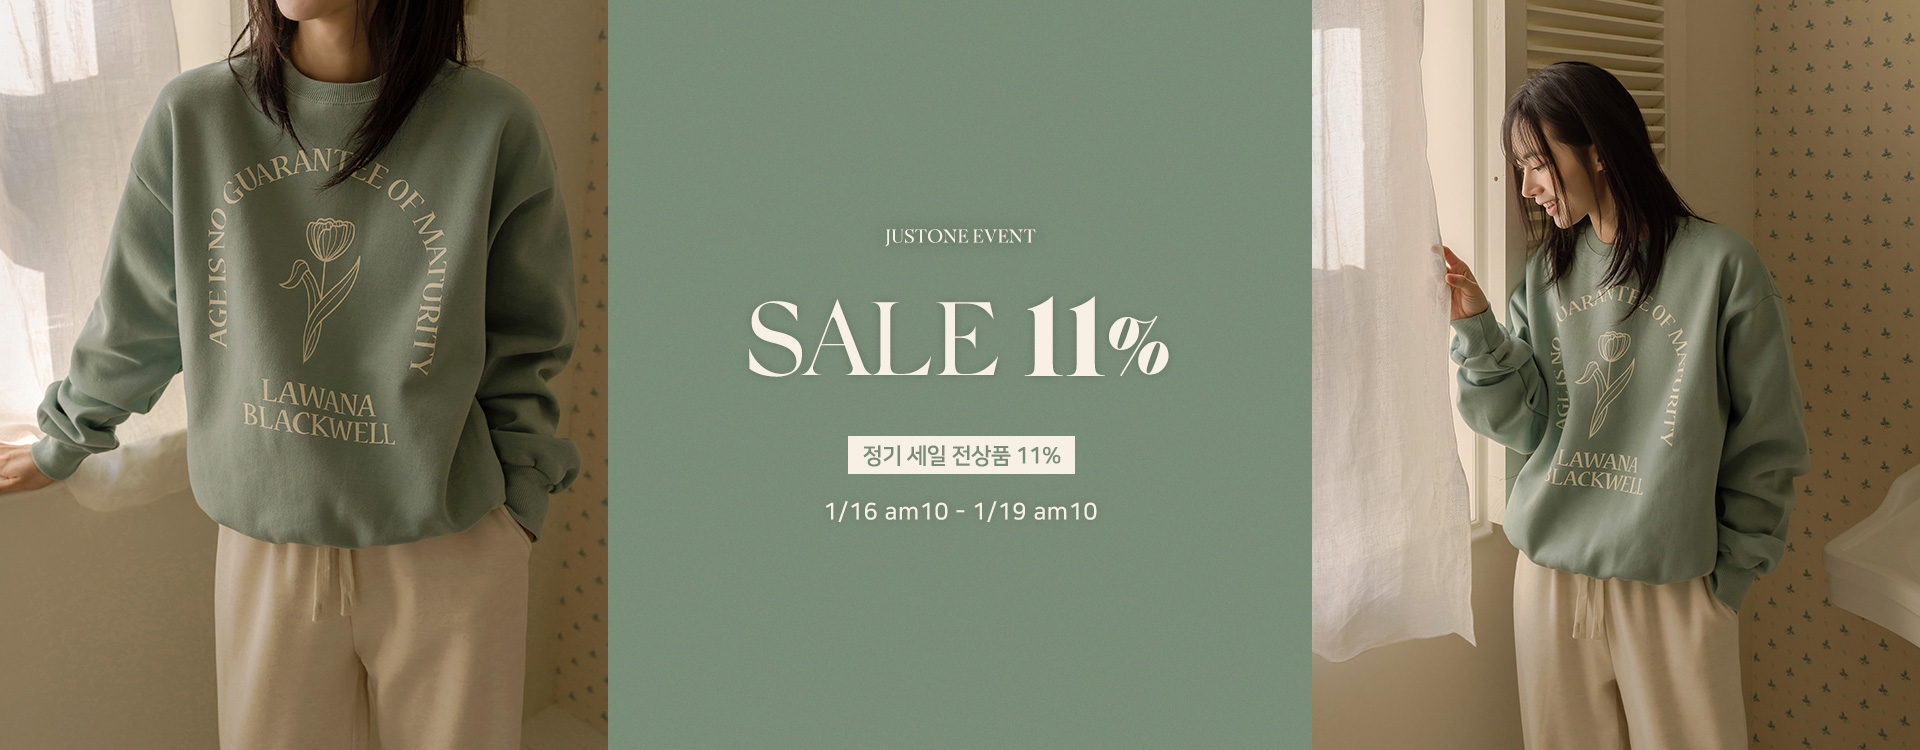 AGE IS NO GUARANTEE OF MATURITY
LAWANA
BLACKWELL
JUSTONE EVENT
SALE 11%
정기 세일 전상품 11%
1/16 am10 - 1/19 am10
AGE IS NO GUARANTEE OF MATURITY
LAWANA
BLACKWELL